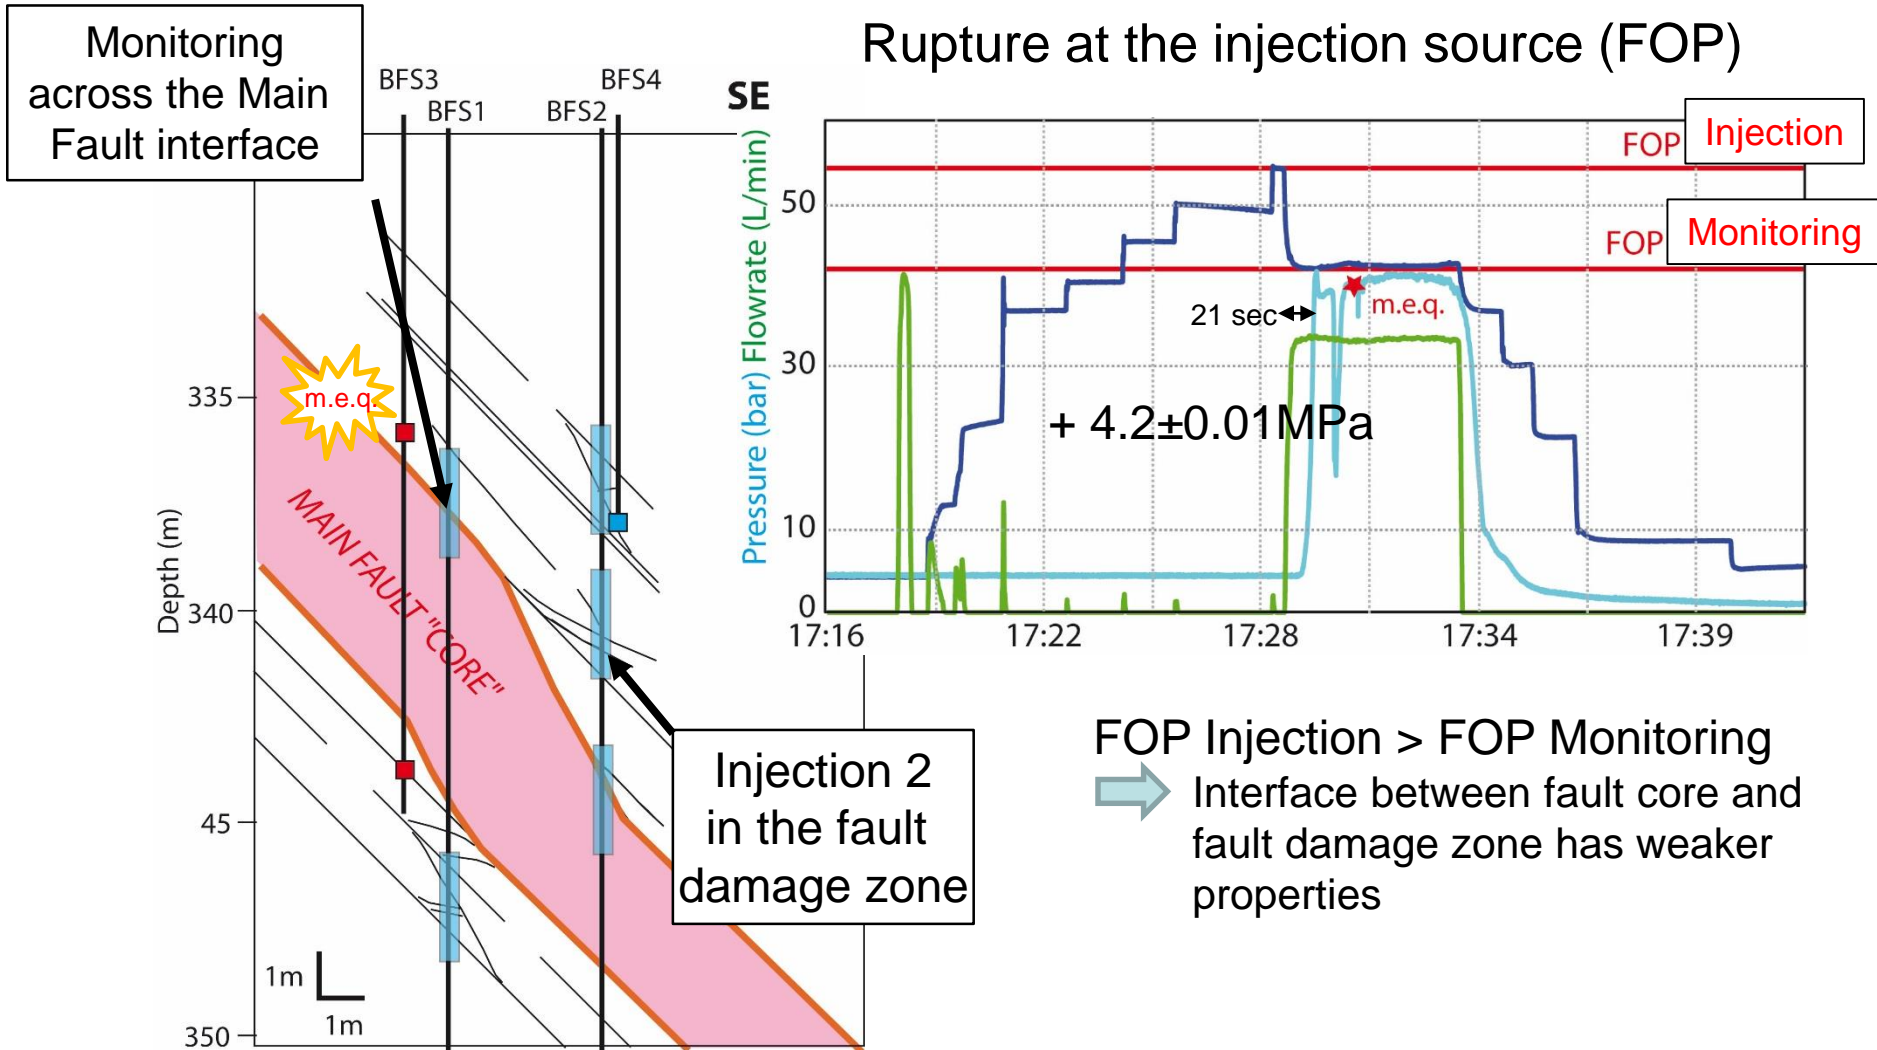 Rupture at the injection source (FOP)
Monitoring
across the Main
Fault interface
BFS3
BFS1
BFS2
BFS4
SE
m.e.q.
MAIN FAULT "CORE"
Depth (m)
335
340
45
350
1m
1m
Injection 2
in the fault
damage zone
Pressure (bar) Flowrate (L/min)
50
30
10
0
17:16
17:22
17:28
17:34
17:39
FOP Injection
FOP Monitoring
21 sec
m.e.q.
+ 4.2±0.01MPa
FOP Injection > FOP Monitoring
Interface between fault core and
fault damage zone has weaker
properties